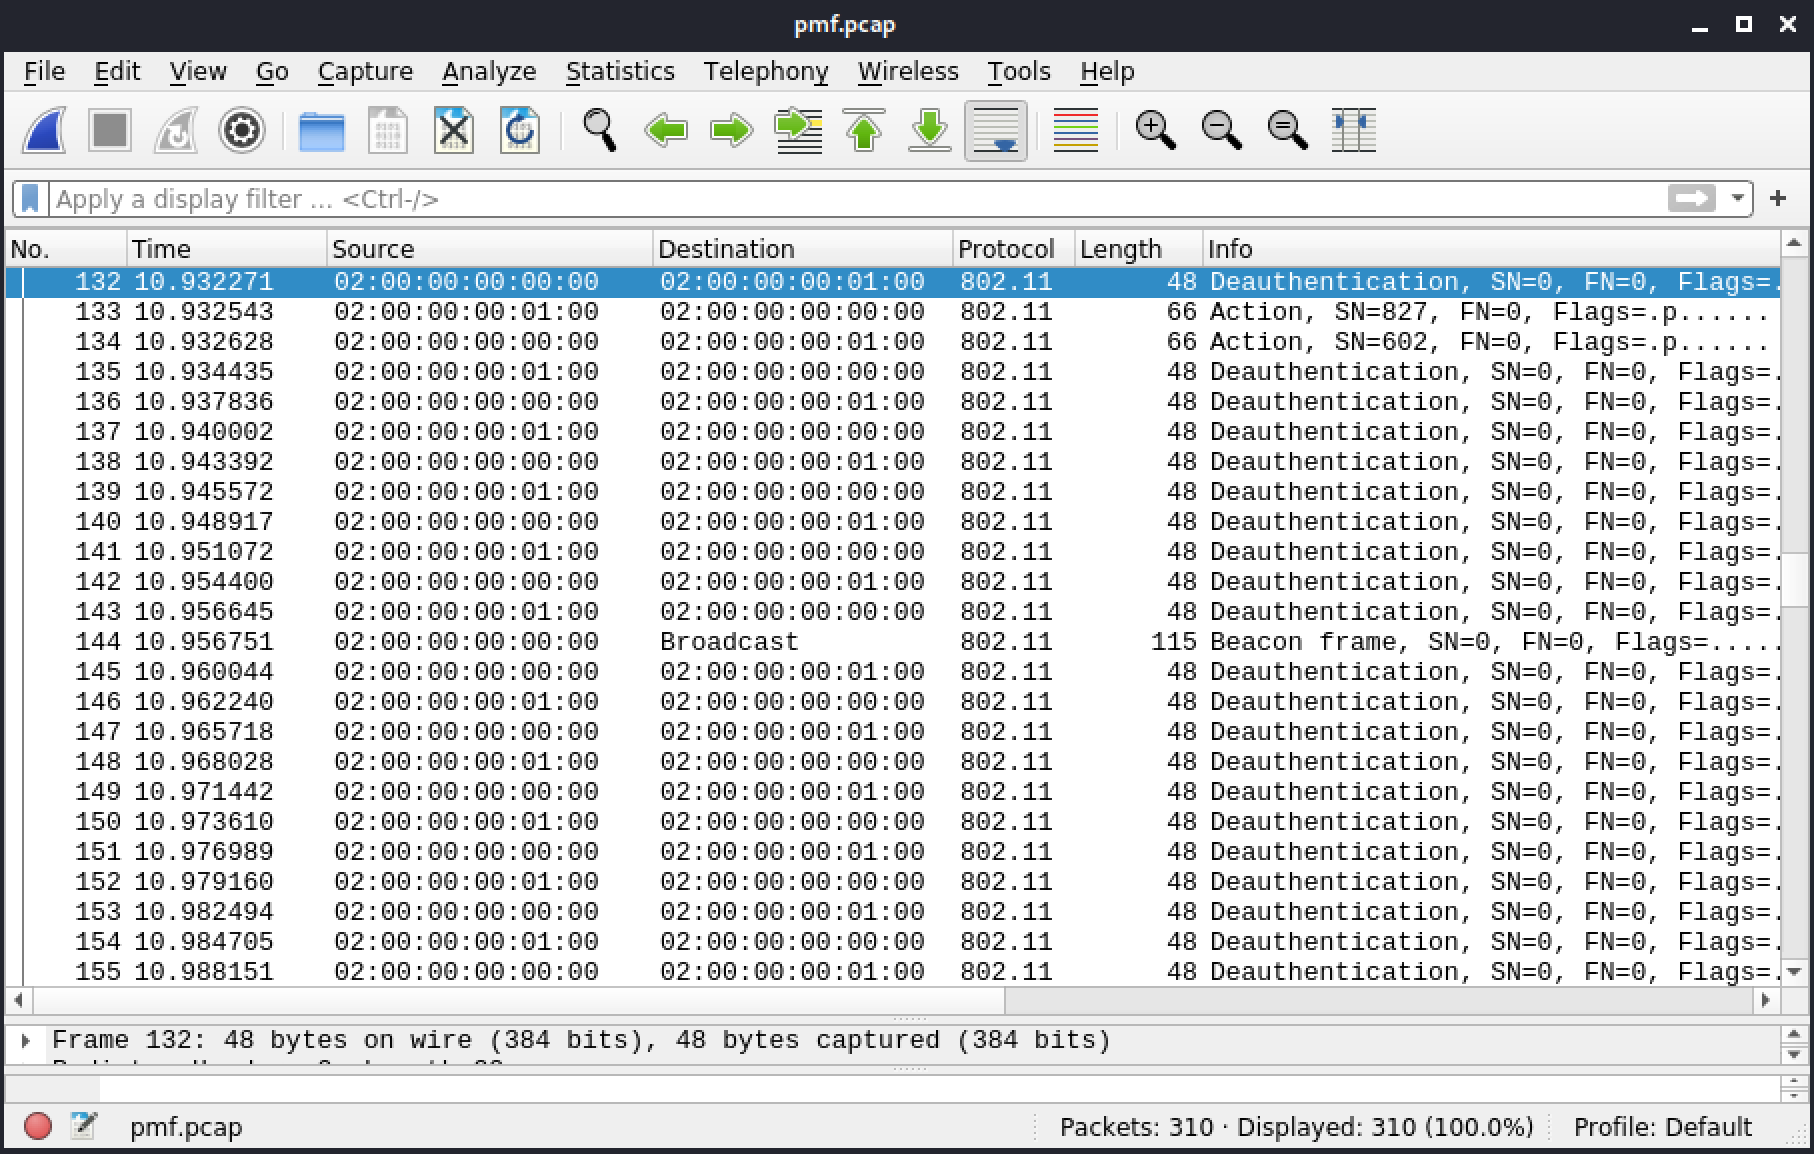 pmf.pcap
File Edit View Go Capture Analyze Statistics Telephony Wireless Tools Help
Apply a display filter ... <Ctrl-/>
No. Time Source Destination Protocol Length Info
132 10.932271 02:00:00:00:00:00 02:00:00:00:01:00 802.11 48 Deauthentication, SN=0, FN=0, Flags=.
133 10.932543 02:00:00:00:01:00 02:00:00:00:00:00 802.11 66 Action, SN=827, FN=0, Flags=.p......
134 10.932628 02:00:00:00:00:00 02:00:00:00:01:00 802.11 66 Action, SN=602, FN=0, Flags=.p......
135 10.934435 02:00:00:00:01:00 02:00:00:00:00:00 802.11 48 Deauthentication, SN=0, FN=0, Flags=.
136 10.937836 02:00:00:00:00:00 02:00:00:00:01:00 802.11 48 Deauthentication, SN=0, FN=0, Flags=.
137 10.940002 02:00:00:00:01:00 02:00:00:00:00:00 802.11 48 Deauthentication, SN=0, FN=0, Flags=.
138 10.943392 02:00:00:00:00:00 02:00:00:00:01:00 802.11 48 Deauthentication, SN=0, FN=0, Flags=.
139 10.945572 02:00:00:00:01:00 02:00:00:00:00:00 802.11 48 Deauthentication, SN=0, FN=0, Flags=.
140 10.948917 02:00:00:00:00:00 02:00:00:00:01:00 802.11 48 Deauthentication, SN=0, FN=0, Flags=.
141 10.951072 02:00:00:00:01:00 02:00:00:00:00:00 802.11 48 Deauthentication, SN=0, FN=0, Flags=.
142 10.954400 02:00:00:00:00:00 02:00:00:00:01:00 802.11 48 Deauthentication, SN=0, FN=0, Flags=.
143 10.956645 02:00:00:00:01:00 02:00:00:00:00:00 802.11 48 Deauthentication, SN=0, FN=0, Flags=.
144 10.956751 02:00:00:00:00:00 Broadcast 802.11 115 Beacon frame, SN=0, FN=0, Flags=.....
145 10.960044 02:00:00:00:00:00 02:00:00:00:01:00 802.11 48 Deauthentication, SN=0, FN=0, Flags=.
146 10.962240 02:00:00:00:01:00 02:00:00:00:00:00 802.11 48 Deauthentication, SN=0, FN=0, Flags=.
147 10.965718 02:00:00:00:00:00 02:00:00:00:01:00 802.11 48 Deauthentication, SN=0, FN=0, Flags=.
148 10.968028 02:00:00:00:01:00 02:00:00:00:00:00 802.11 48 Deauthentication, SN=0, FN=0, Flags=.
149 10.971442 02:00:00:00:00:00 02:00:00:00:01:00 802.11 48 Deauthentication, SN=0, FN=0, Flags=.
150 10.973610 02:00:00:00:01:00 02:00:00:00:00:00 802.11 48 Deauthentication, SN=0, FN=0, Flags=.
151 10.976989 02:00:00:00:00:00 02:00:00:00:01:00 802.11 48 Deauthentication, SN=0, FN=0, Flags=.
152 10.979160 02:00:00:00:01:00 02:00:00:00:00:00 802.11 48 Deauthentication, SN=0, FN=0, Flags=.
153 10.982494 02:00:00:00:00:00 02:00:00:00:01:00 802.11 48 Deauthentication, SN=0, FN=0, Flags=.
154 10.984705 02:00:00:00:01:00 02:00:00:00:00:00 802.11 48 Deauthentication, SN=0, FN=0, Flags=.
155 10.988151 02:00:00:00:00:00 02:00:00:00:01:00 802.11 48 Deauthentication, SN=0, FN=0, Flags=.
Frame 132: 48 bytes on wire (384 bits), 48 bytes captured (384 bits)
pmf.pcap Packets: 310 · Displayed: 310 (100.0%) Profile: Default